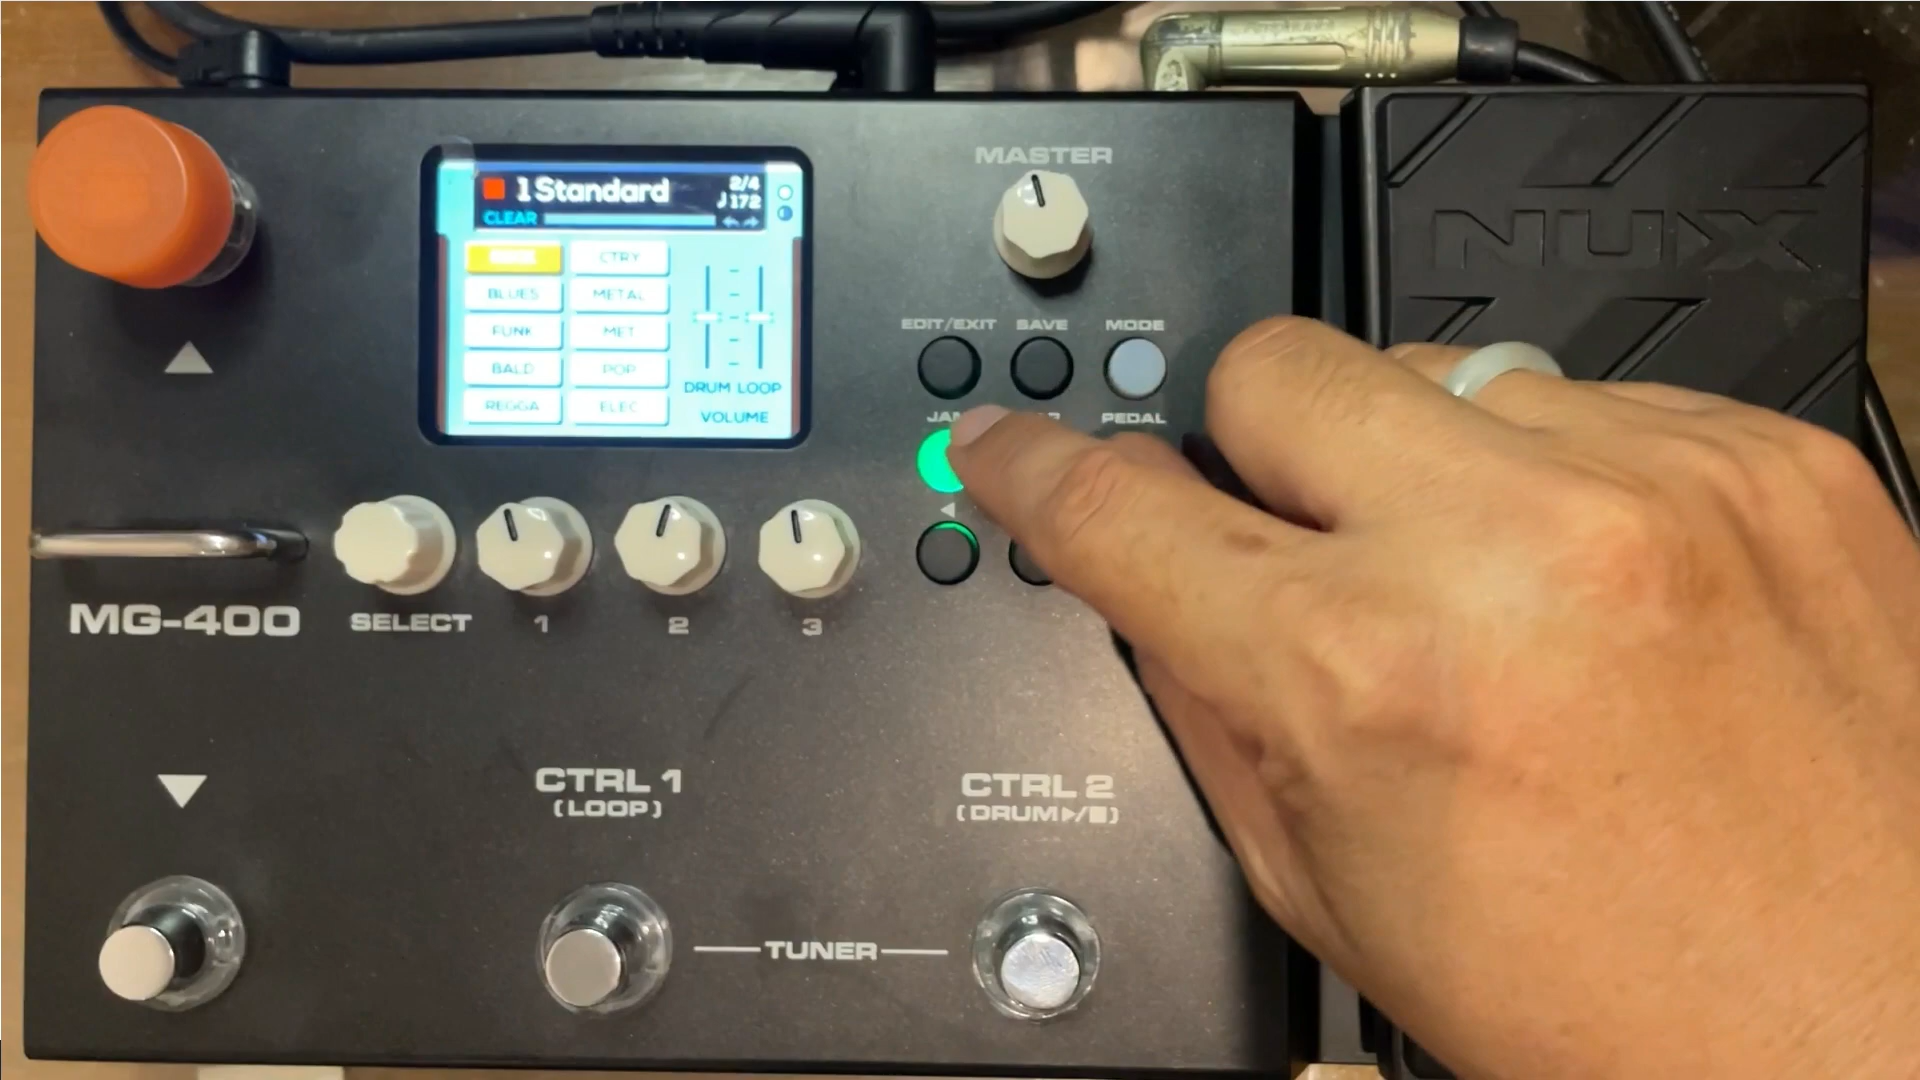 MASTER
1 Standard
2/4
♩172
CLEAR
CTRY
BLUES
METAL
FUNK
MET
BALD
POP
REGGA
ELEC
DRUM LOOP
VOLUME
EDIT/EXIT
SAVE
MODE
PEDAL
NUX
MG-400
SELECT
1
2
3
CTRL 1
(LOOP)
CTRL 2
(DRUM▶/■)
TUNER